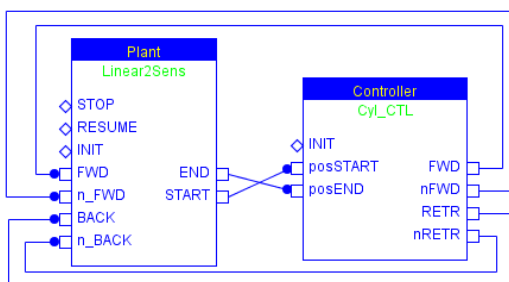 Plant
Linear2Sens
STOP
RESUME
INIT
FWD
n_FWD
BACK
n_BACK
END
START
Controller
Cyl_CTL
INIT
posSTART
posEND
FWD
nFWD
RETR
nRETR